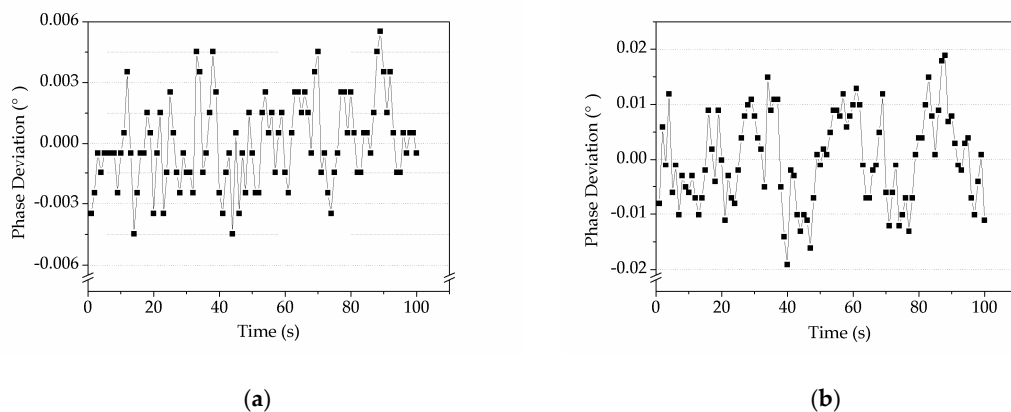 0.006
0.003
0.000
-0.003
-0.006
Phase Deviation (° )
0 20 40 60 80 100
Time (s)
(a)
0.02
0.01
0.00
-0.01
-0.02
Phase Deviation (° )
0 20 40 60 80 100
Time (s)
(b)